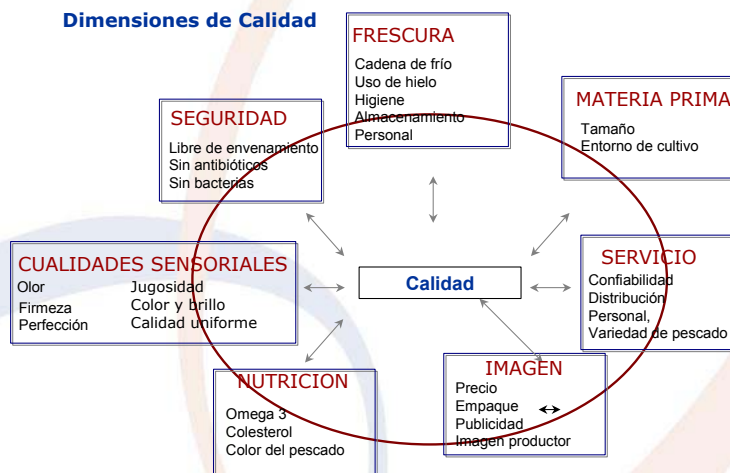 Dimensiones de Calidad
FRESCURA
Cadena de frío
Uso de hielo
Higiene
Almacenamiento
Personal
MATERIA PRIMA
Tamaño
Entorno de cultivo
SEGURIDAD
Libre de envenamiento
Sin antibióticos
Sin bacterias
CUALIDADES SENSORIALES
Olor Jugosidad
Firmeza Color y brillo
Perfección Calidad uniforme
Calidad
SERVICIO
Confiabilidad
Distribución
Personal,
Variedad de pescado
NUTRICION
Omega 3
Colesterol
Color del pescado
IMAGEN
Precio
Empaque
Publicidad
Imagen productor